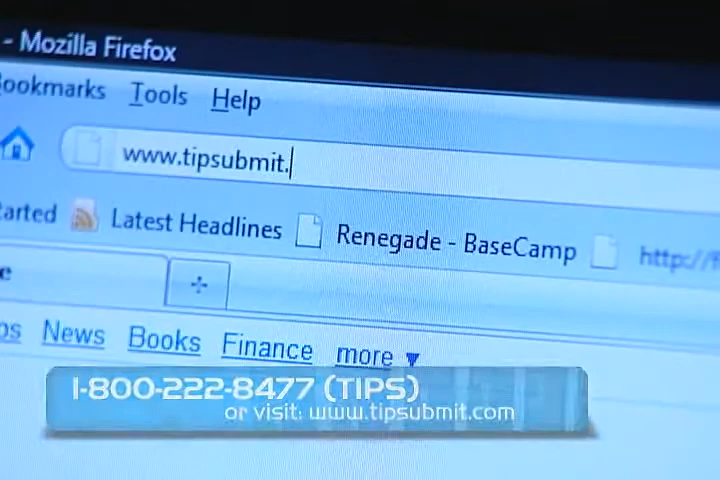 - Mozilla Firefox
Bookmarks Tools Help
www.tipsubmit.
arted Latest Headlines Renegade - BaseCamp http://f
e
os News Books Finance more
1-800-222-8477 (TIPS)
or visit: www.tipsubmit.com